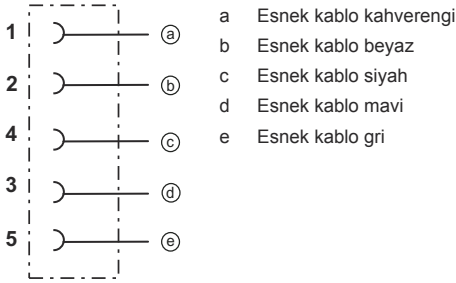 1 ⓐ a Esnek kablo kahverengi
2 ⓑ b Esnek kablo beyaz
4 ⓒ c Esnek kablo siyah
3 ⓓ d Esnek kablo mavi
5 ⓔ e Esnek kablo gri